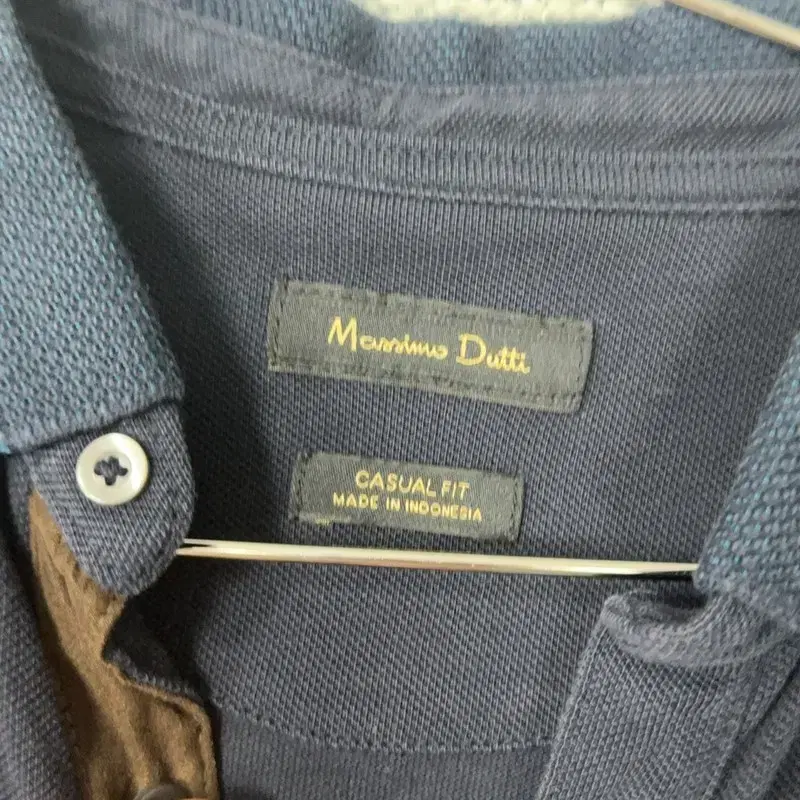 Massimo Dutti
CASUAL FIT
MADE IN INDONESIA